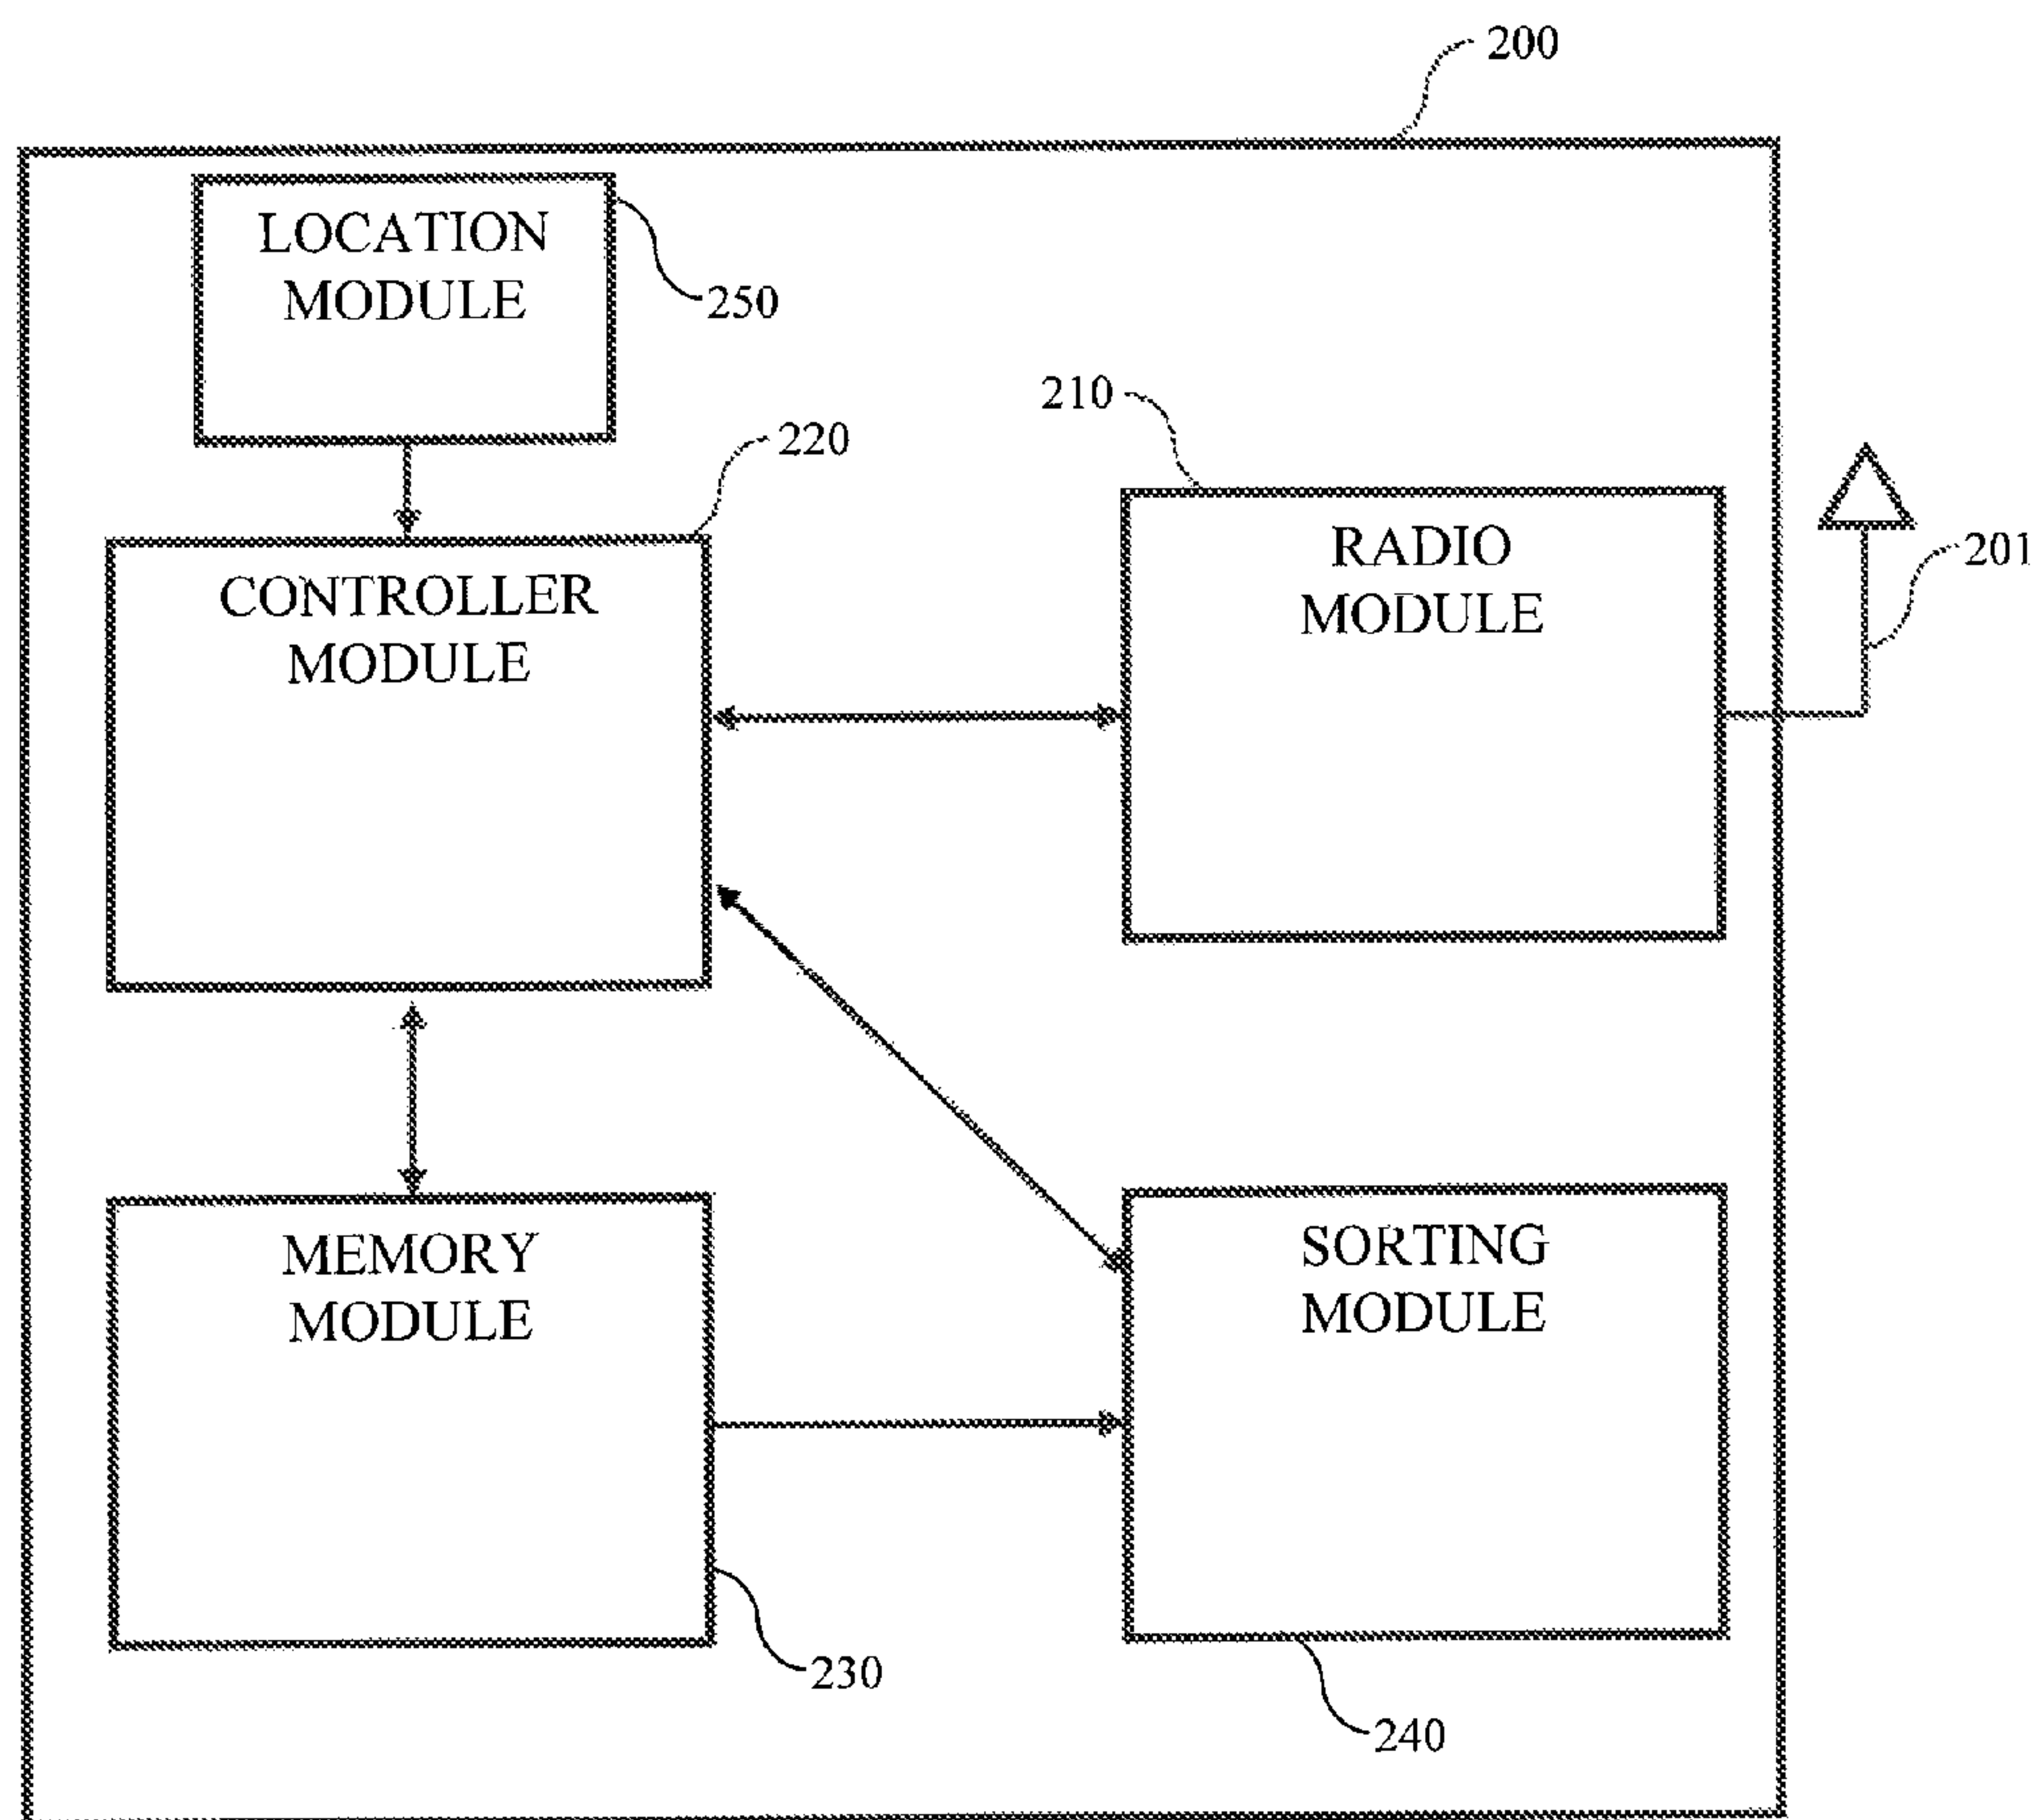 200
LOCATION
MODULE
250
210
220
RADIO
MODULE
201
CONTROLLER
MODULE
MEMORY
MODULE
SORTING
MODULE
230
240